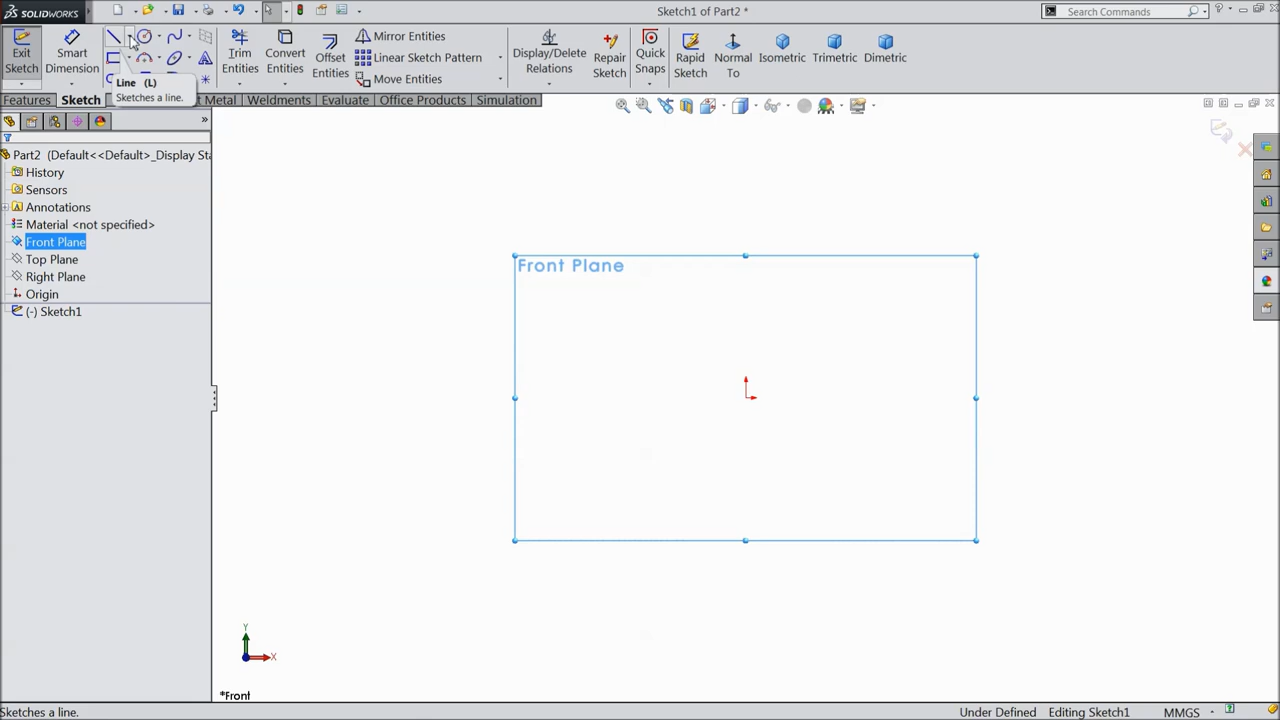 SOLIDWORKS
Sketch1 of Part2 *
Search Commands
Exit Sketch
Smart Dimension
Trim Entities
Convert Entities
Offset Entities
Mirror Entities
Linear Sketch Pattern
Move Entities
Display/Delete Relations
Repair Sketch
Quick Snaps
Rapid Sketch
Normal To
Isometric
Trimetric
Dimetric
Line (L)
Sketches a line.
Features
Sketch
Metal
Weldments
Evaluate
Office Products
Simulation
Part2 (Default<<Default>_Display Sta
History
Sensors
Annotations
Material <not specified>
Front Plane
Top Plane
Right Plane
Origin
(-) Sketch1
Front Plane
Y
X
*Front
Sketches a line.
Under Defined
Editing Sketch1
MMGS